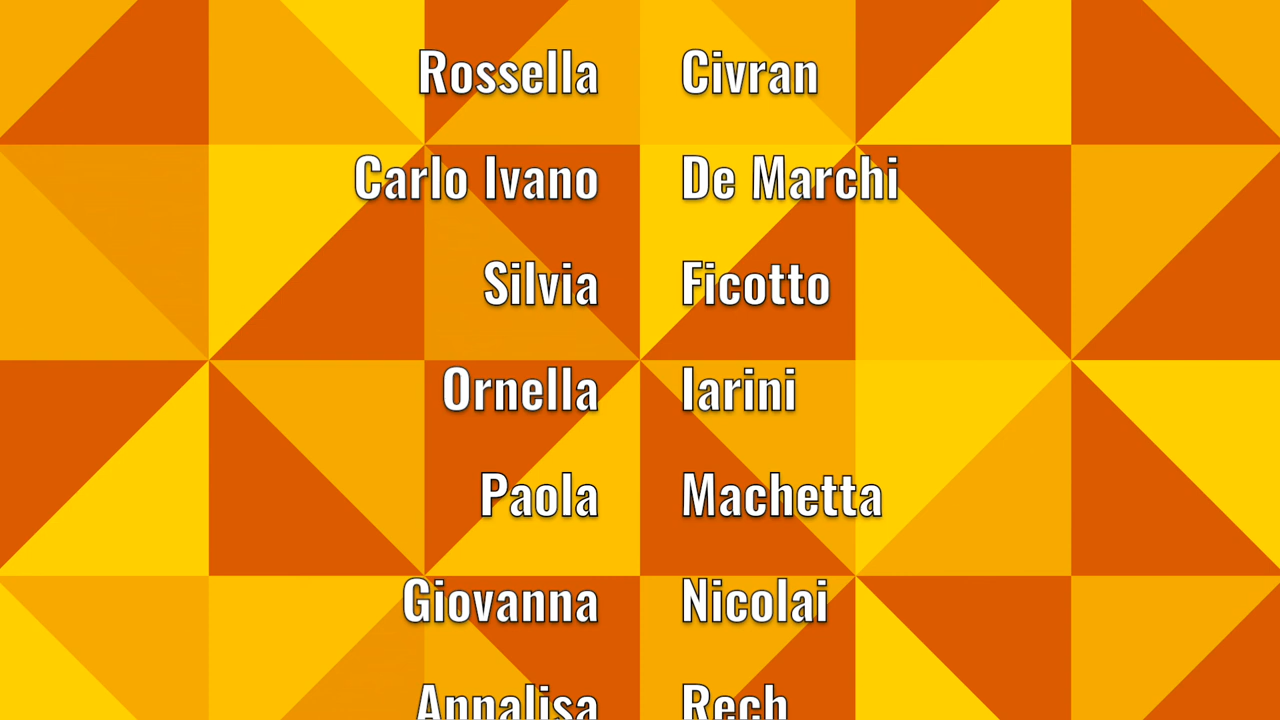 Rossella Civran
Carlo Ivano De Marchi
Silvia Ficotto
Ornella Iarini
Paola Machetta
Giovanna Nicolai
Annalisa Rech